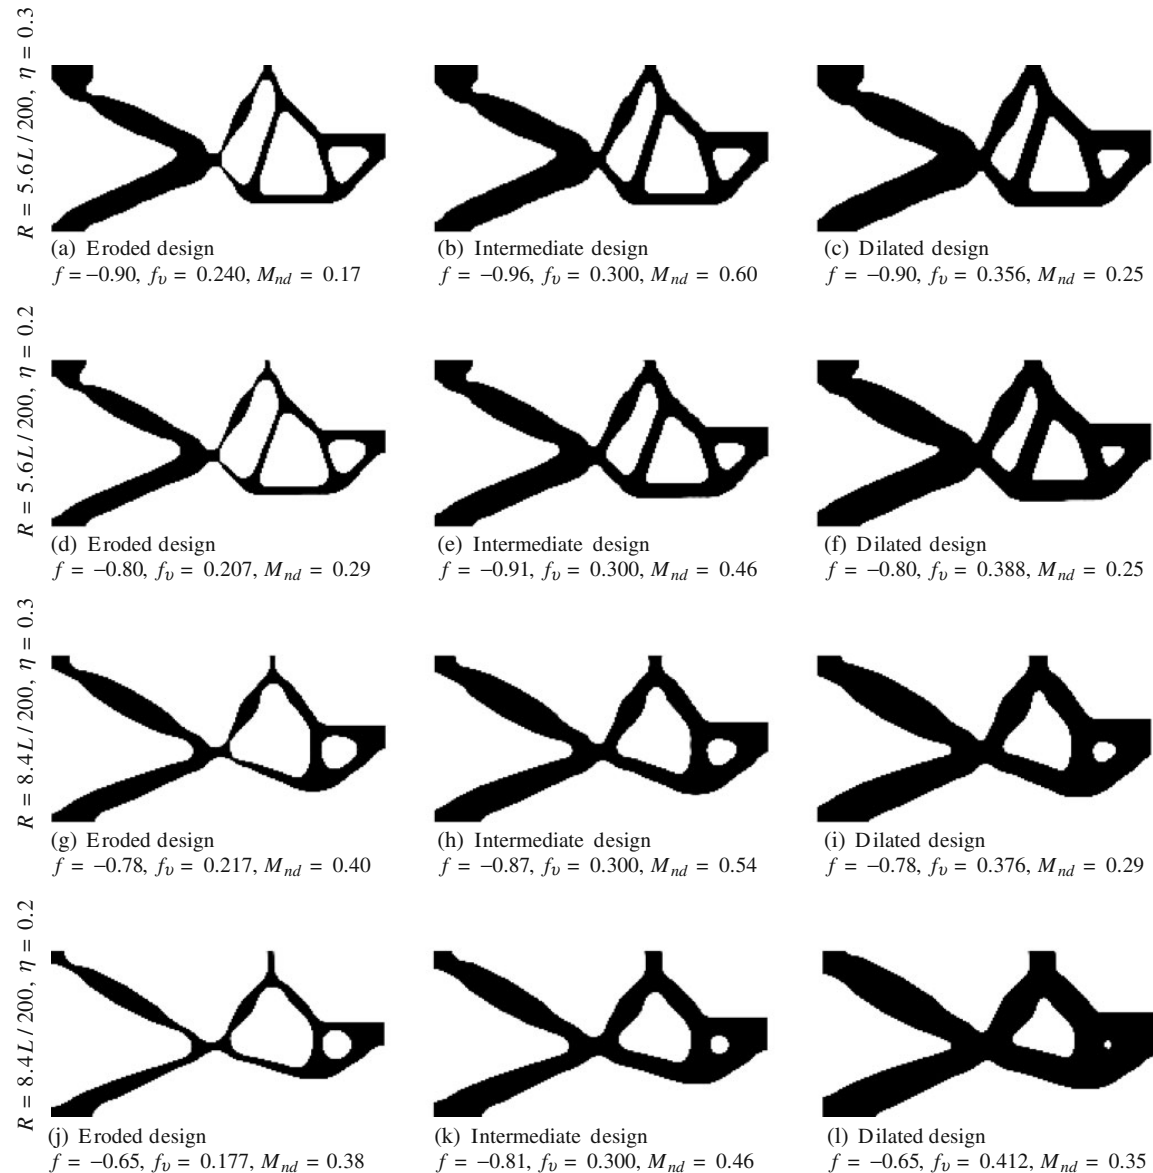 R = 5.6L/200, η = 0.3
(a) Eroded design
f = −0.90, fυ = 0.240, Mnd = 0.17
(b) Intermediate design
f = −0.96, fυ = 0.300, Mnd = 0.60
(c) Dilated design
f = −0.90, fυ = 0.356, Mnd = 0.25
R = 5.6L/200, η = 0.2
(d) Eroded design
f = −0.80, fυ = 0.207, Mnd = 0.29
(e) Intermediate design
f = −0.91, fυ = 0.300, Mnd = 0.46
(f) Dilated design
f = −0.80, fυ = 0.388, Mnd = 0.25
R = 8.4L/200, η = 0.3
(g) Eroded design
f = −0.78, fυ = 0.217, Mnd = 0.40
(h) Intermediate design
f = −0.87, fυ = 0.300, Mnd = 0.54
(i) Dilated design
f = −0.78, fυ = 0.376, Mnd = 0.29
R = 8.4L/200, η = 0.2
(j) Eroded design
f = −0.65, fυ = 0.177, Mnd = 0.38
(k) Intermediate design
f = −0.81, fυ = 0.300, Mnd = 0.46
(l) Dilated design
f = −0.65, fυ = 0.412, Mnd = 0.35